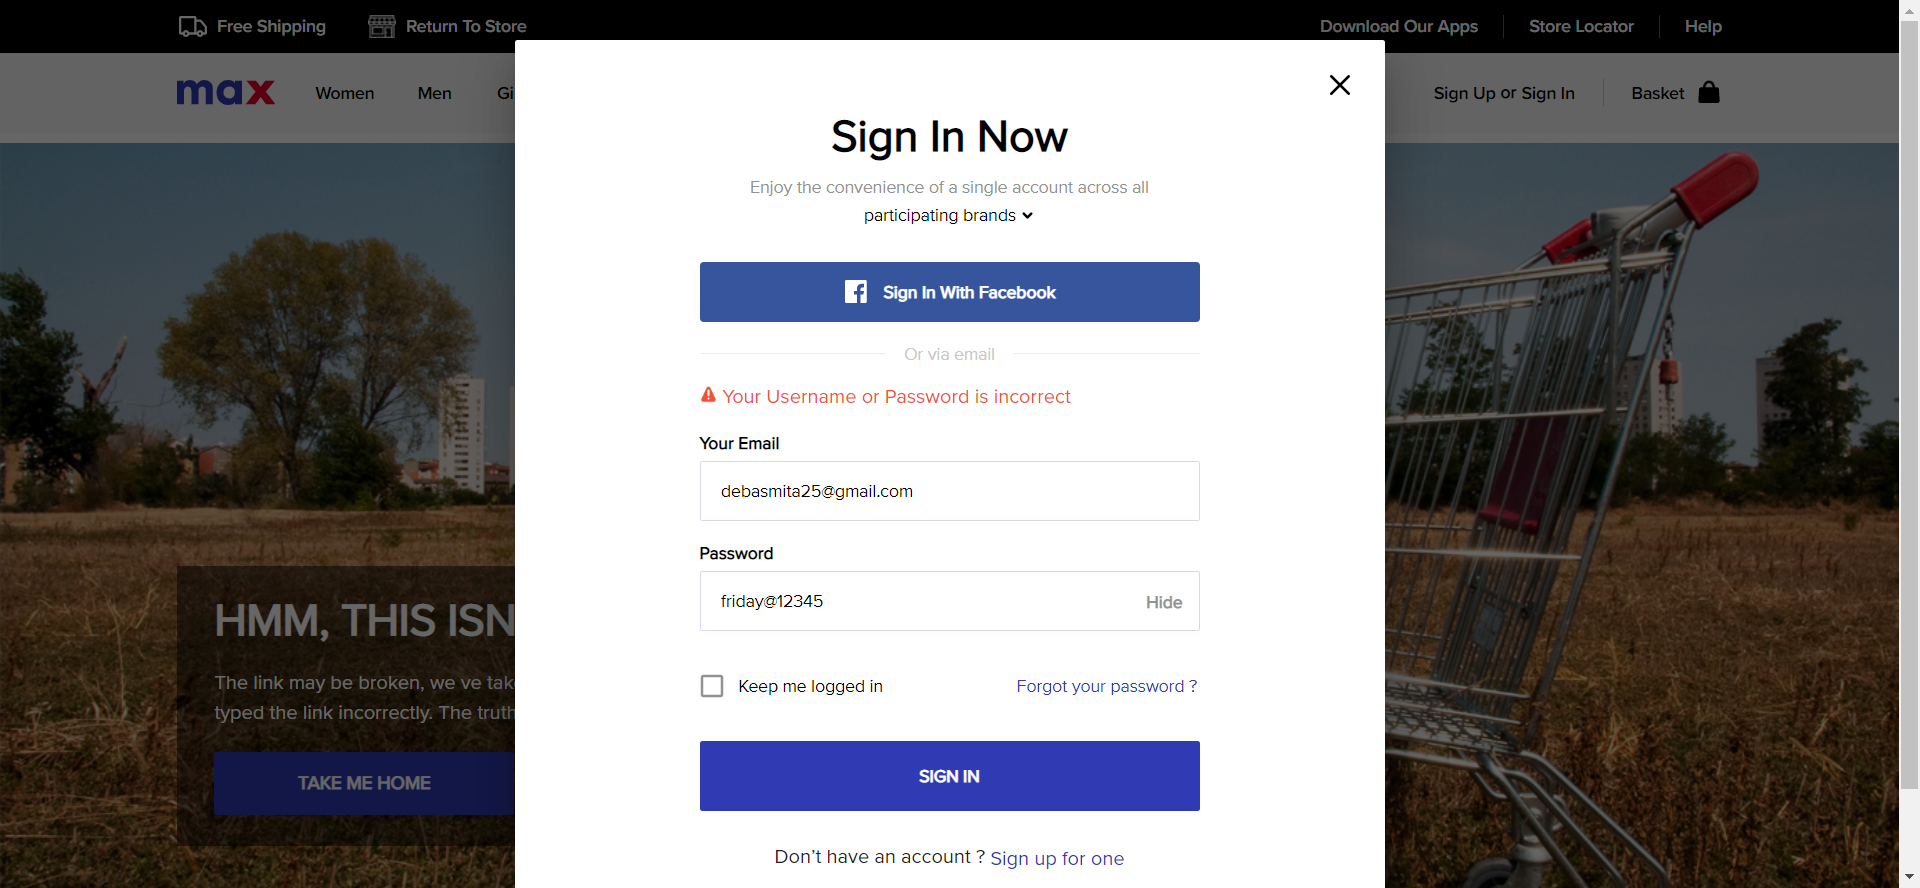 Free Shipping
Return To Store
Download Our Apps
Store Locator
Help
max
Women
Men
Gi
Sign Up or Sign In
Basket
Sign In Now
Enjoy the convenience of a single account across all
participating brands
Sign In With Facebook
Or via email
Your Username or Password is incorrect
Your Email
debasmita25@gmail.com
Password
friday@12345
Hide
Keep me logged in
Forgot your password ?
SIGN IN
Don't have an account ? Sign up for one
HMM, THIS ISN
The link may be broken, we ve tak
typed the link incorrectly. The truth
TAKE ME HOME